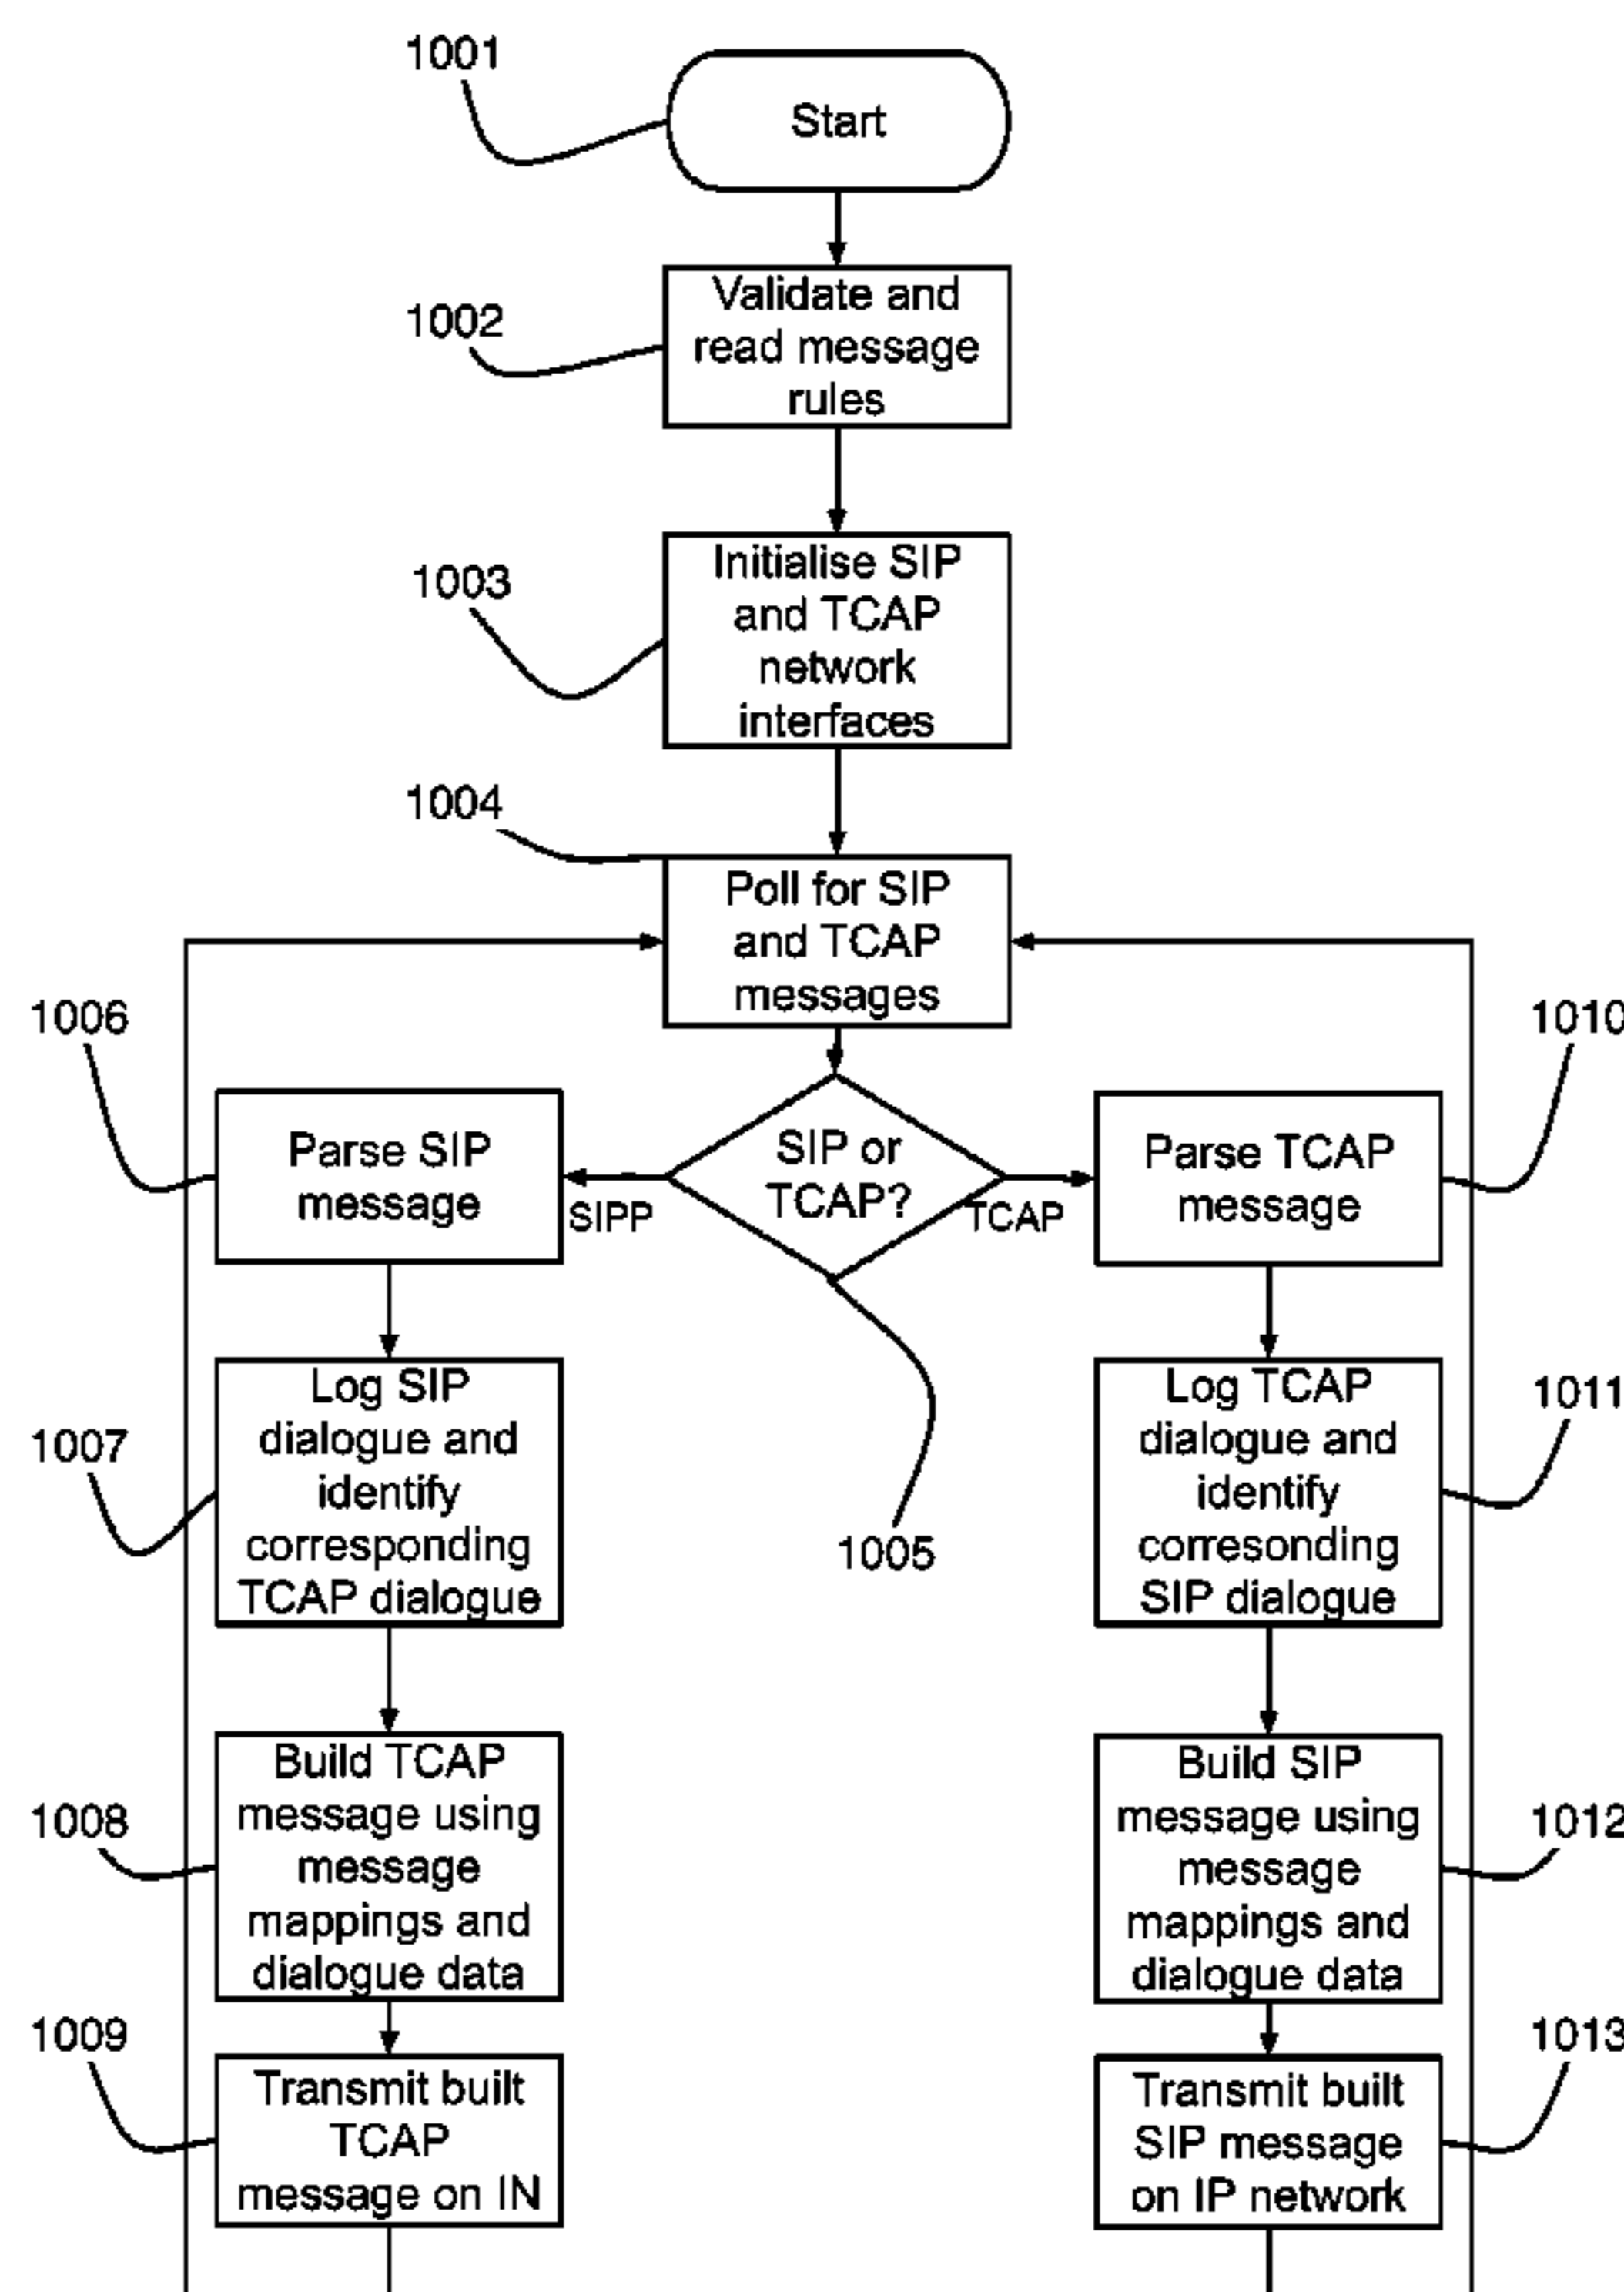 1001
Start
1002
Validate and
read message
rules
1003
Initialise SIP
and TCAP
network
interfaces
1004
Poll for SIP
and TCAP
messages
1006
1010
Parse SIP
message
SIP or
TCAP?
Parse TCAP
message
SIPP
TCAP
1007
Log SIP
dialogue and
identify
corresponding
TCAP dialogue
1005
Log TCAP
dialogue and
identify
corresonding
SIP dialogue
1011
1008
Build TCAP
message using
message
mappings and
dialogue data
Build SIP
message using
message
mappings and
dialogue data
1012
1009
Transmit built
TCAP
message on IN
Transmit built
SIP message
on IP network
1013